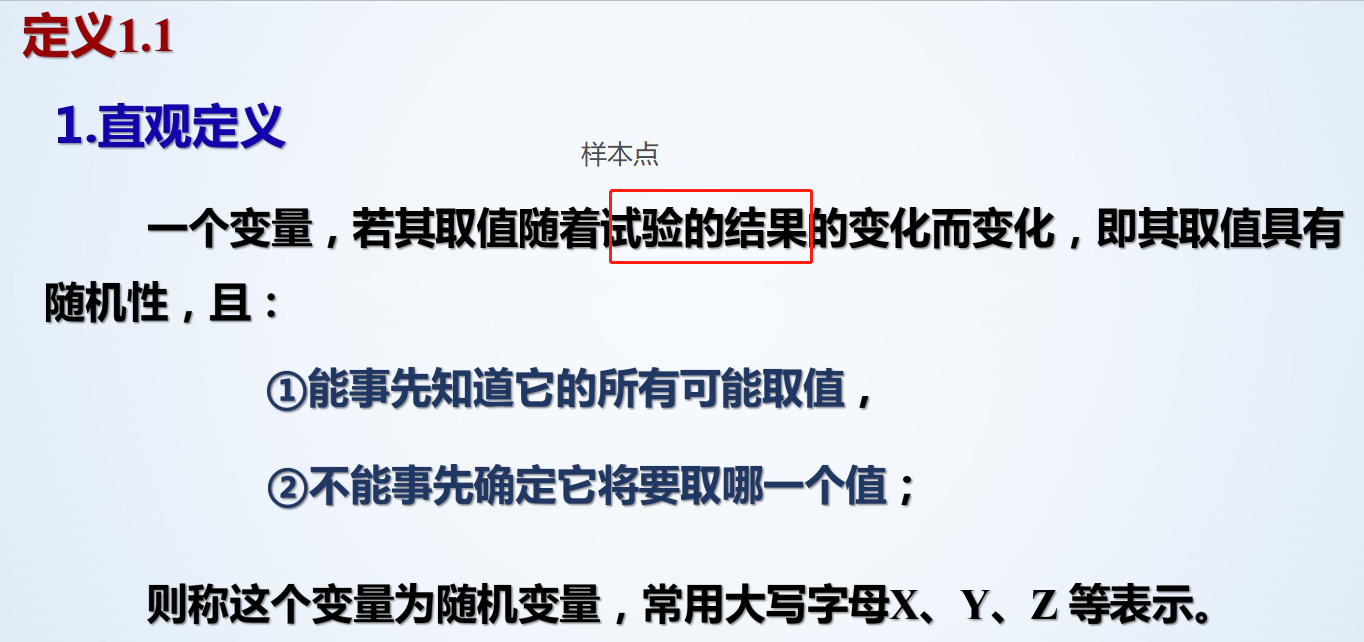 定义1.1
1.直观定义
样本点
一个变量，若其取值随着试验的结果的变化而变化，即其取值具有
随机性，且：
①能事先知道它的所有可能取值，
②不能事先确定它将要取哪一个值；
则称这个变量为随机变量，常用大写字母X、Y、Z 等表示。